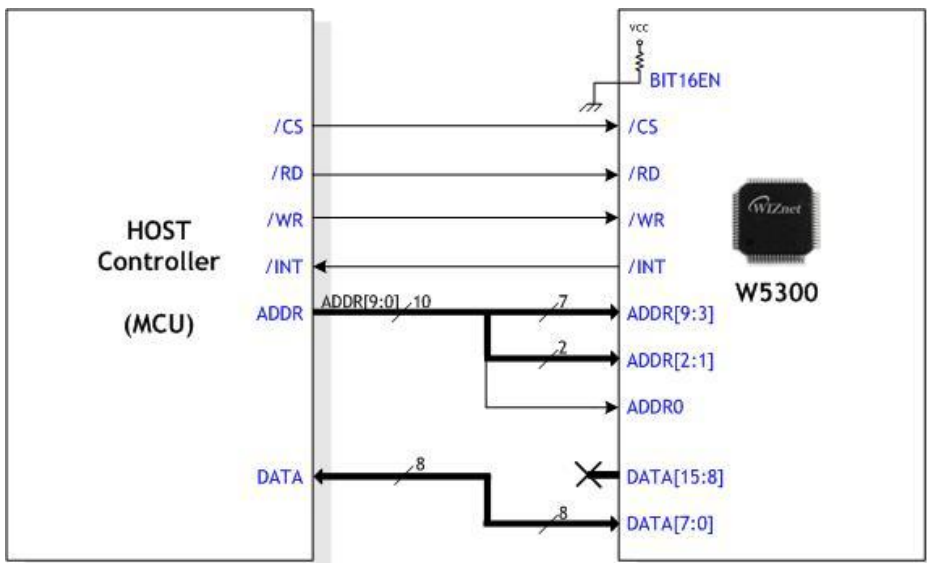 vcc
BIT16EN
/CS
/CS
/RD
/RD
/WR
/WR
HOST
Controller
(MCU)
/INT
/INT
WIZnet
W5300
ADDR
ADDR[9:0]
10
7
ADDR[9:3]
2
ADDR[2:1]
ADDR0
DATA
8
DATA[15:8]
8
DATA[7:0]